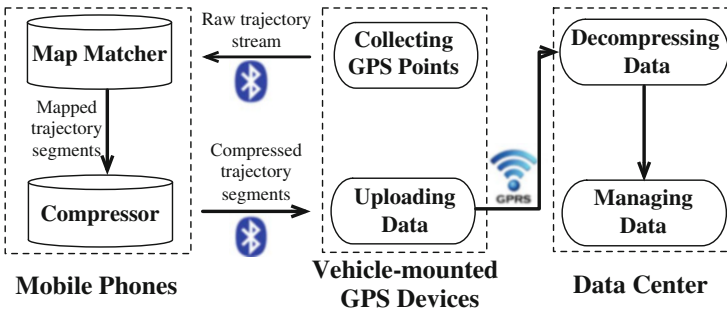 Raw trajectory
stream
Map Matcher
Collecting
GPS Points
Decompressing
Data
Mapped
trajectory
segments
Compressed
trajectory
segments
Compressor
Uploading
Data
GPRS
Managing
Data
Mobile Phones
Vehicle-mounted
GPS Devices
Data Center